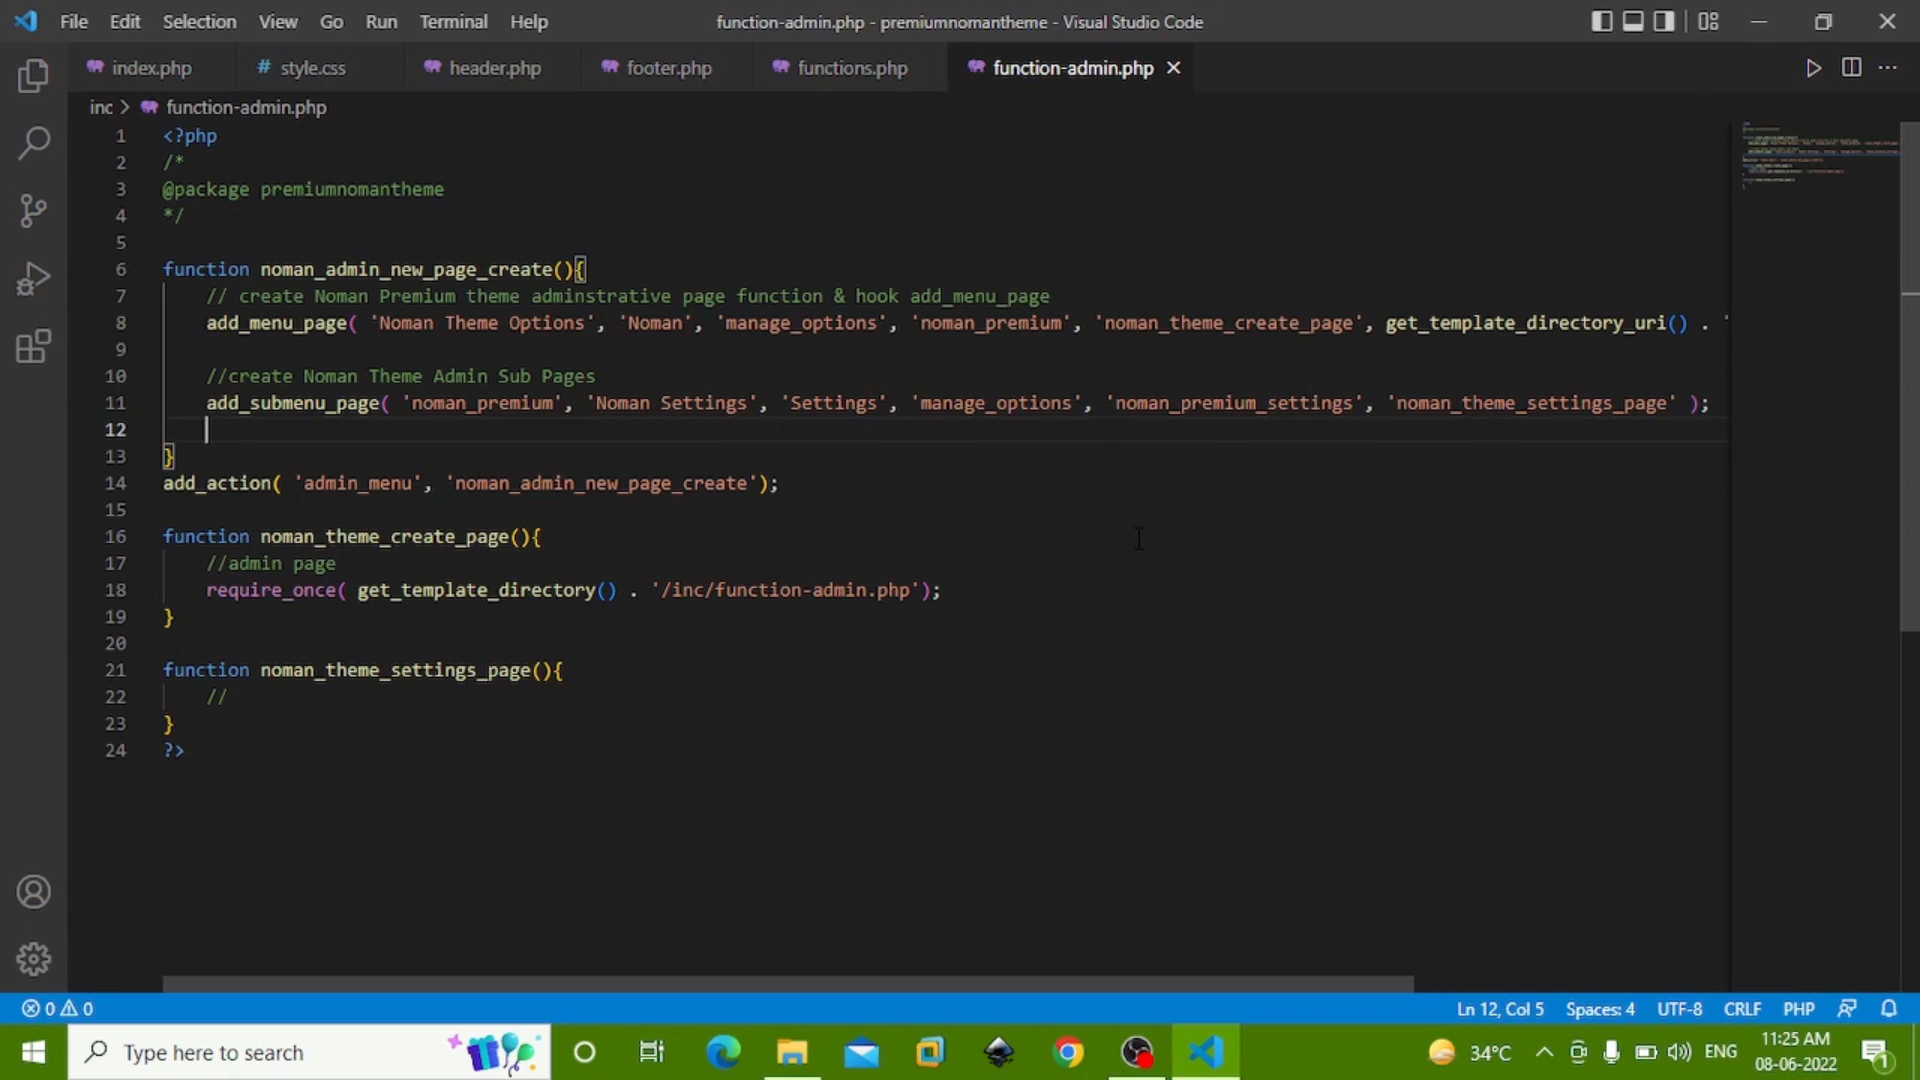 File Edit Selection View Go Run Terminal Help function-admin.php - premiumnomantheme - Visual Studio Code
index.php # style.css header.php footer.php functions.php function-admin.php
inc > function-admin.php
1 <?php
2 /*
3 @package premiumnomantheme
4 */
5
6 function noman_admin_new_page_create(){
7 // create Noman Premium theme adminstrative page function & hook add_menu_page
8 add_menu_page( 'Noman Theme Options', 'Noman', 'manage_options', 'noman_premium', 'noman_theme_create_page', get_template_directory_uri() . '
9
10 //create Noman Theme Admin Sub Pages
11 add_submenu_page( 'noman_premium', 'Noman Settings', 'Settings', 'manage_options', 'noman_premium_settings', 'noman_theme_settings_page' );
12
13 }
14 add_action( 'admin_menu', 'noman_admin_new_page_create');
15
16 function noman_theme_create_page(){
17 //admin page
18 require_once( get_template_directory() . '/inc/function-admin.php');
19 }
20
21 function noman_theme_settings_page(){
22 //
23 }
24 ?>
0 0 Ln 12, Col 5 Spaces: 4 UTF-8 CRLF PHP
Type here to search 34°C ENG 11:25 AM
08-06-2022 1